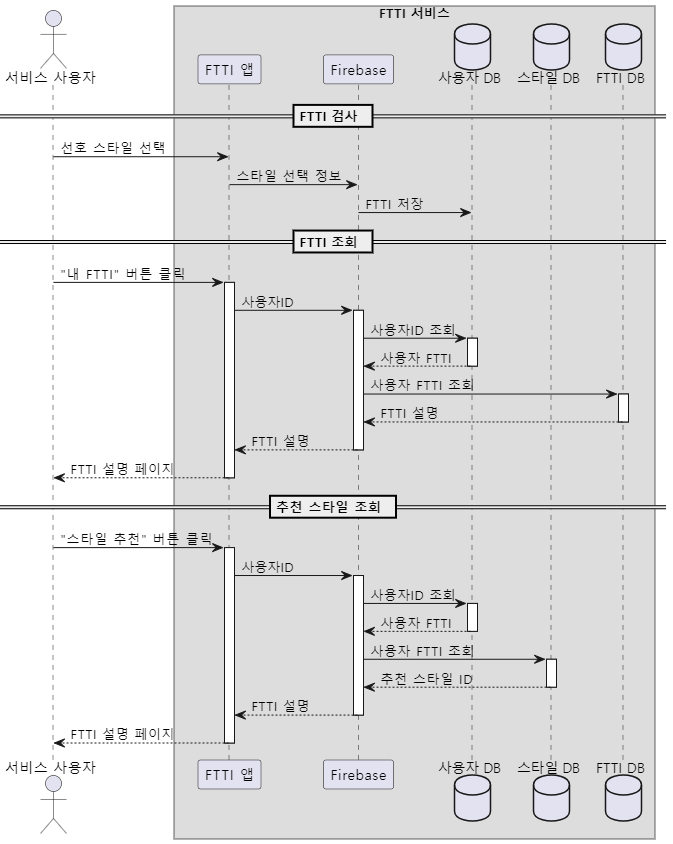 FTTI 서비스
서비스 사용자
FTTI 앱
Firebase
사용자 DB
스타일 DB
FTTI DB
FTTI 검사
선호 스타일 선택
스타일 선택 정보
FTTI 저장
FTTI 조회
"내 FTTI" 버튼 클릭
사용자ID
사용자ID 조회
사용자 FTTI
사용자 FTTI 조회
FTTI 설명
FTTI 설명
FTTI 설명 페이지
추천 스타일 조회
"스타일 추천" 버튼 클릭
사용자ID
사용자ID 조회
사용자 FTTI
사용자 FTTI 조회
추천 스타일 ID
FTTI 설명
FTTI 설명 페이지
서비스 사용자
FTTI 앱
Firebase
사용자 DB
스타일 DB
FTTI DB